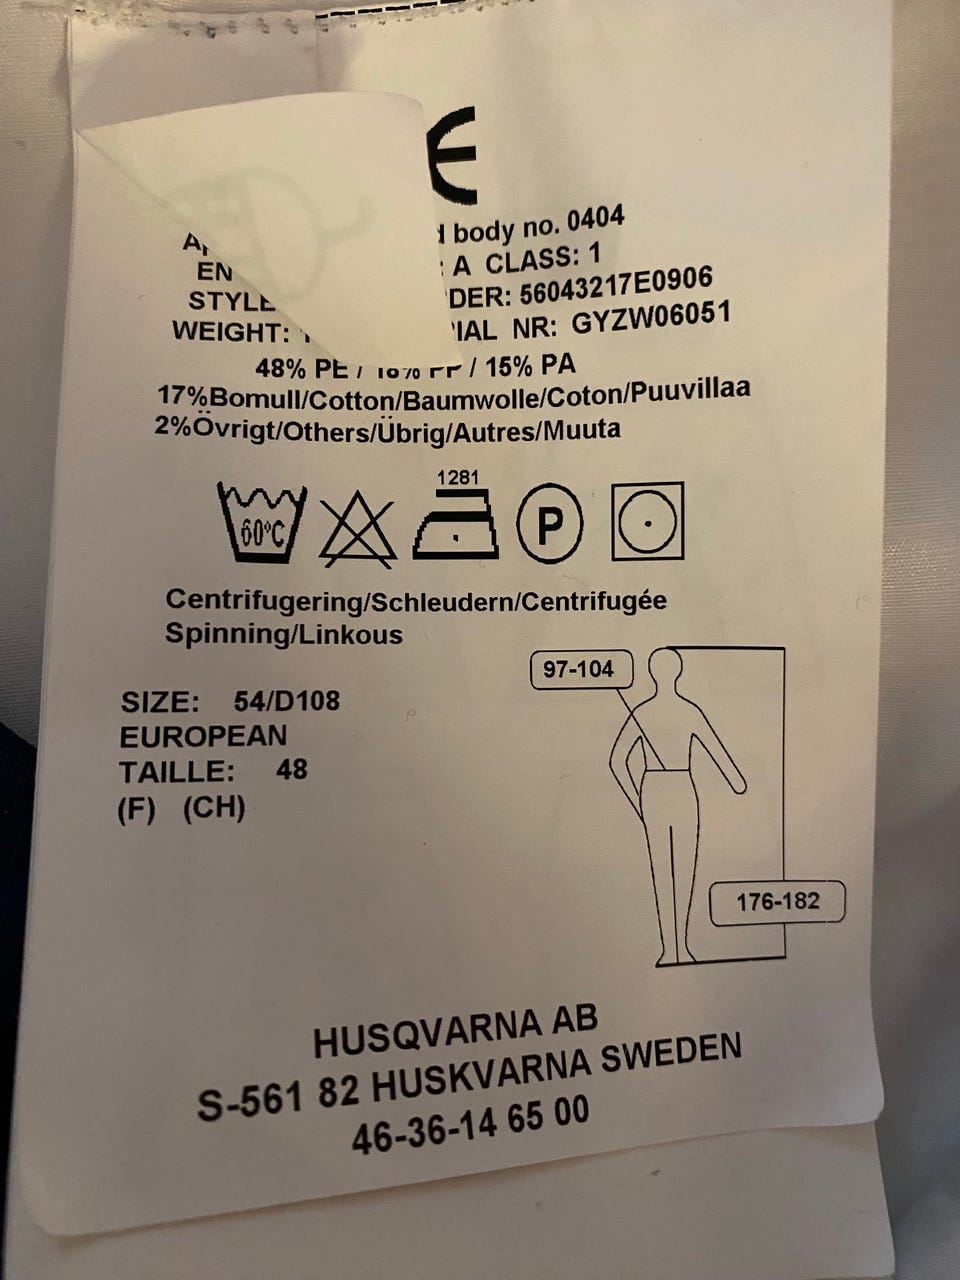 body no. 0404
EN A CLASS: 1
STYLE DER: 56043217E0906
WEIGHT: IAL NR: GYZW06051
48% PE / / 15% PA
17%Bomull/Cotton/Baumwolle/Coton/Puuvillaa
2%Övrigt/Others/Übrig/Autres/Muuta
1281
60°C
P
Centrifugering/Schleudern/Centrifugée
Spinning/Linkous
97-104
SIZE: 54/D108
EUROPEAN
TAILLE: 48
(F) (CH)
176-182
HUSQVARNA AB
S-561 82 HUSKVARNA SWEDEN
46-36-14 65 00